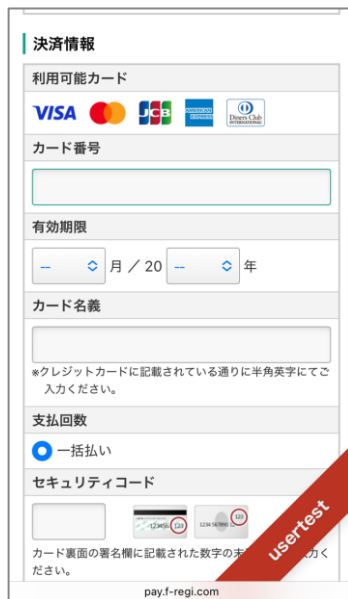 決済情報
利用可能カード
VISA JCB AMERICAN EXPRESS Diners Club INTERNATIONAL
カード番号
有効期限
-- 月 / 20 -- 年
カード名義
※クレジットカードに記載されている通りに半角英字にてご
入力ください。
支払回数
一括払い
セキュリティコード
123456 123 1234 567890 12 123
カード裏面の署名欄に記載された数字の末
力く
ださい。
usertest
pay.f-regi.com